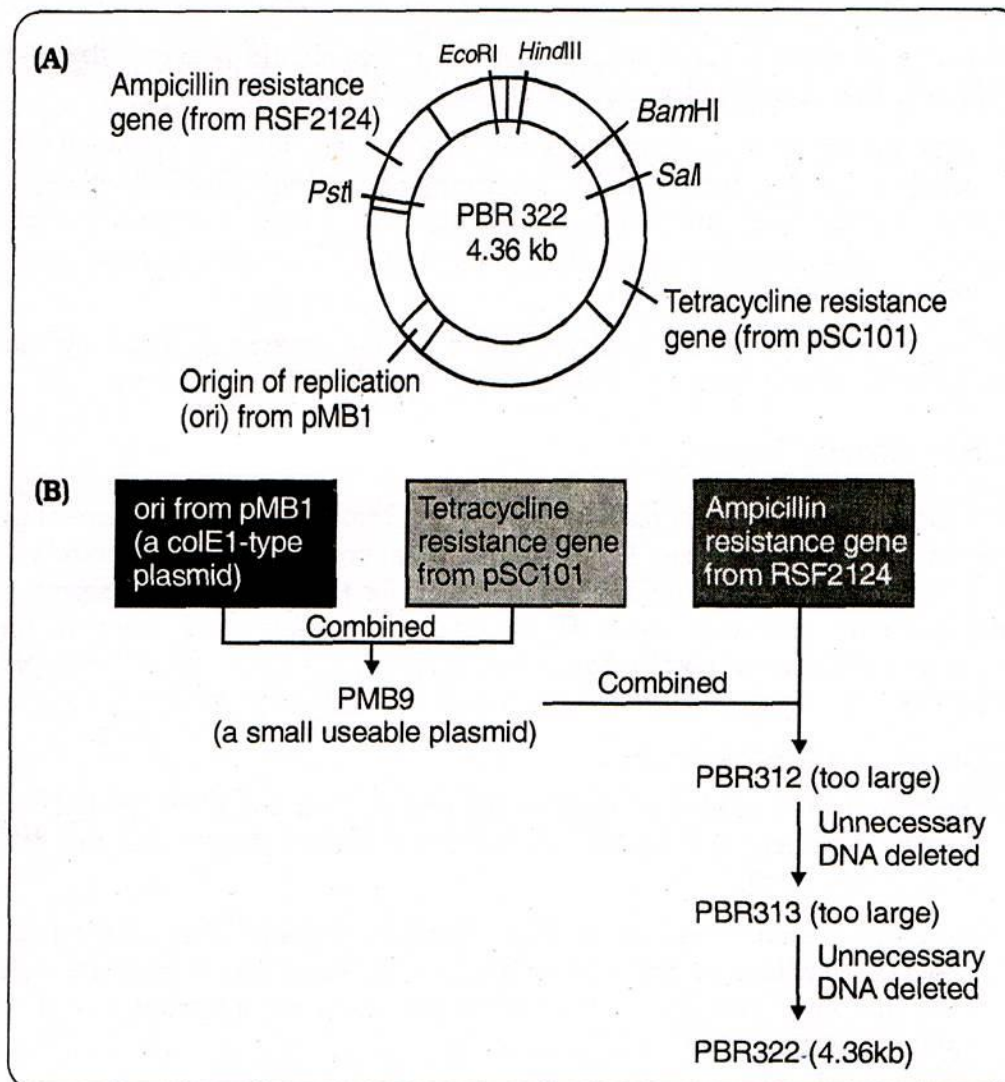 (A)
EcoRI HindIII
Ampicillin resistance
gene (from RSF2124)
BamHI
SalI
PstI
PBR 322
4.36 kb
Tetracycline resistance
gene (from pSC101)
Origin of replication
(ori) from pMB1
(B)
ori from pMB1
(a colE1-type
plasmid)
Tetracycline
resistance gene
from pSC101
Ampicillin
resistance gene
from RSF2124
Combined
PMB9
(a small useable plasmid)
Combined
PBR312 (too large)
Unnecessary
DNA deleted
PBR313 (too large)
Unnecessary
DNA deleted
PBR322 (4.36kb)